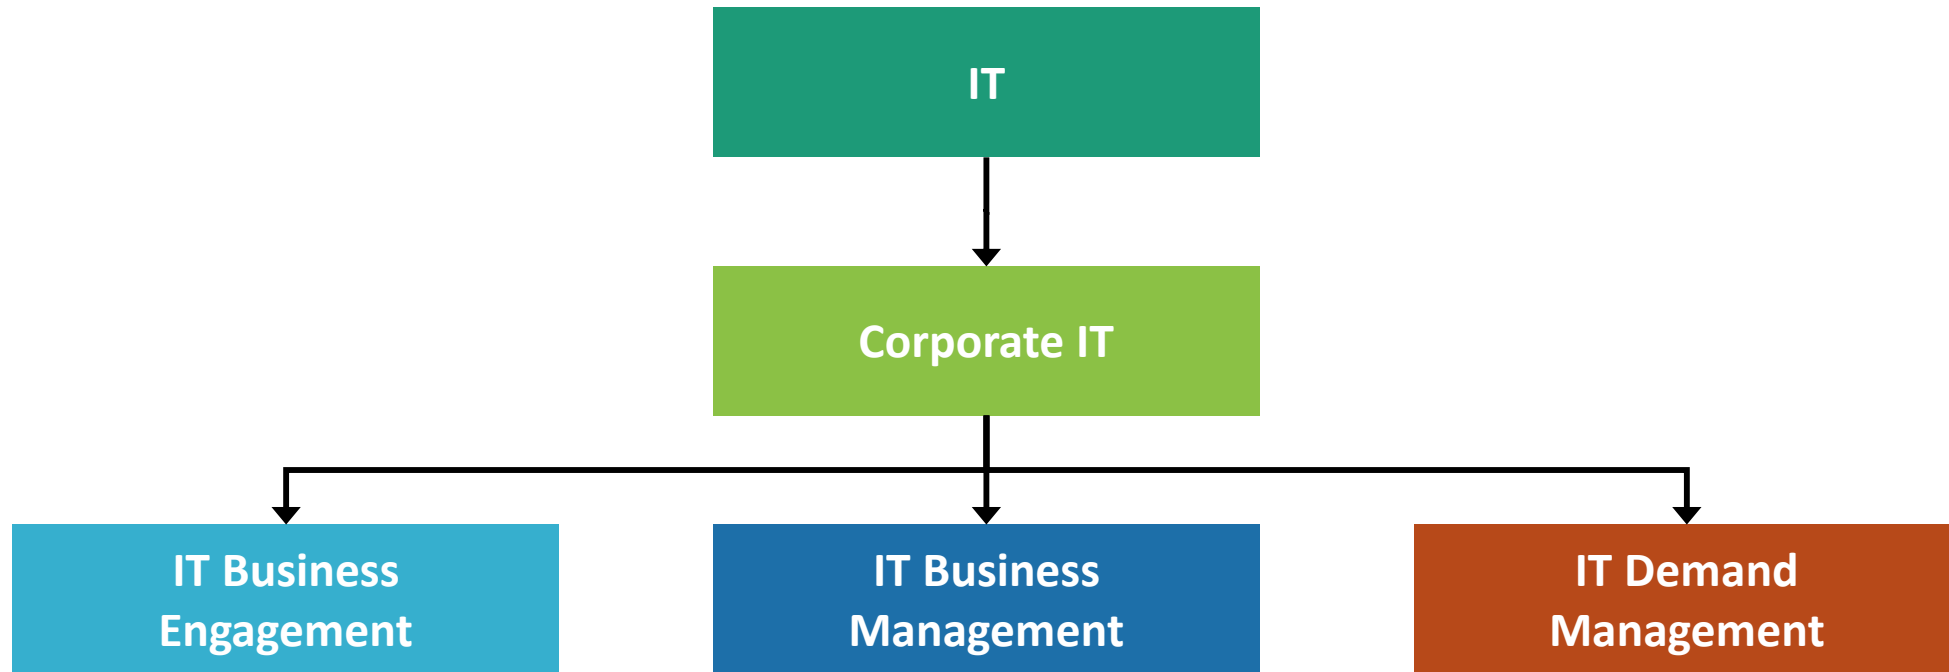 IT
Corporate IT
IT Business
Engagement
IT Business
Management
IT Demand
Management